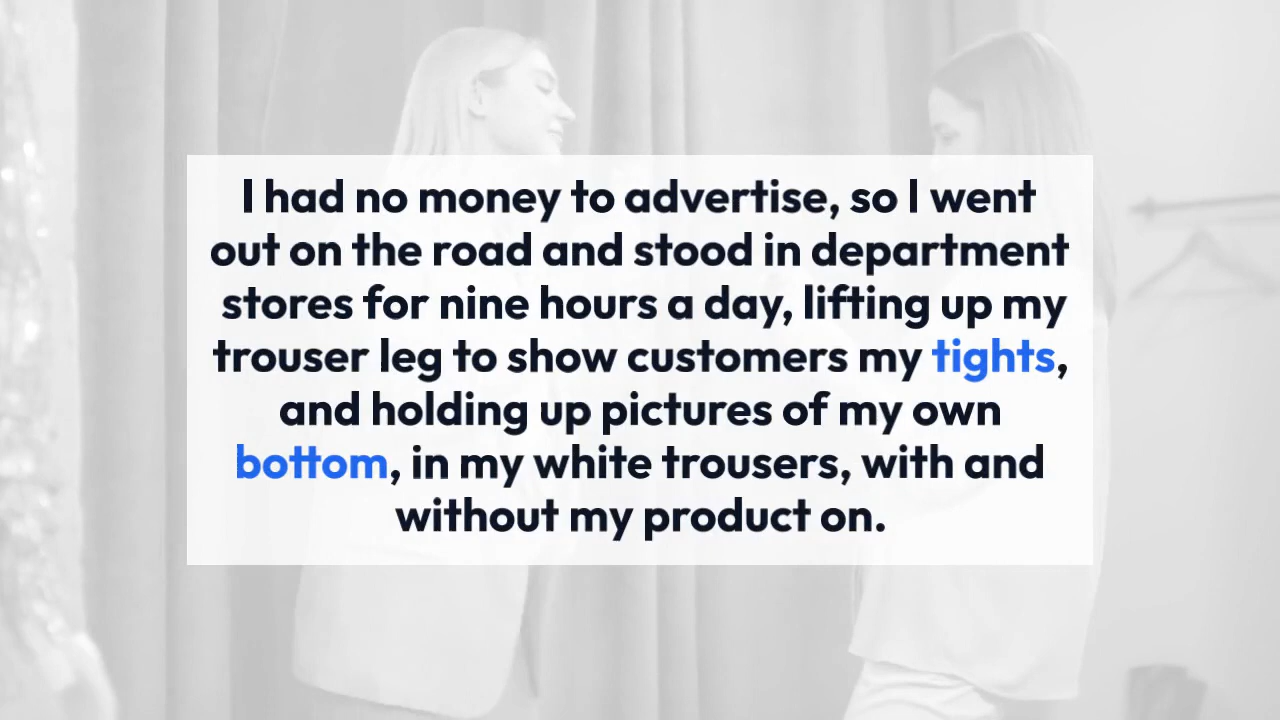 I had no money to advertise, so I went
out on the road and stood in department
stores for nine hours a day, lifting up my
trouser leg to show customers my tights,
and holding up pictures of my own
bottom, in my white trousers, with and
without my product on.